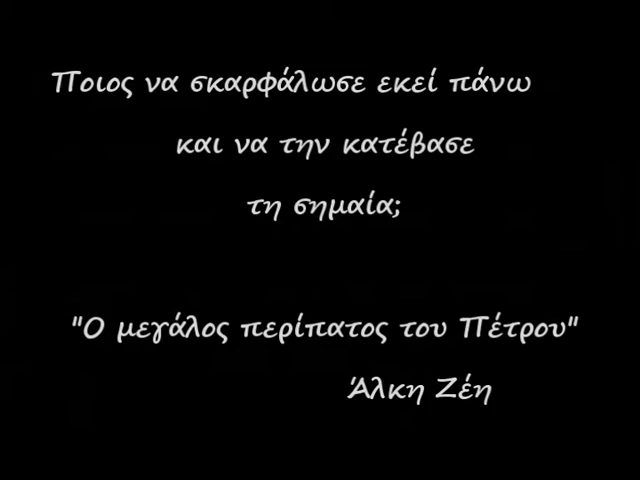 Ποιος να σκαρφάλωσε εκεί πάνω
και να την κατέβασε
τη σημαία;
"Ο μεγάλος περίπατος του Πέτρου"
Άλκη Ζέη